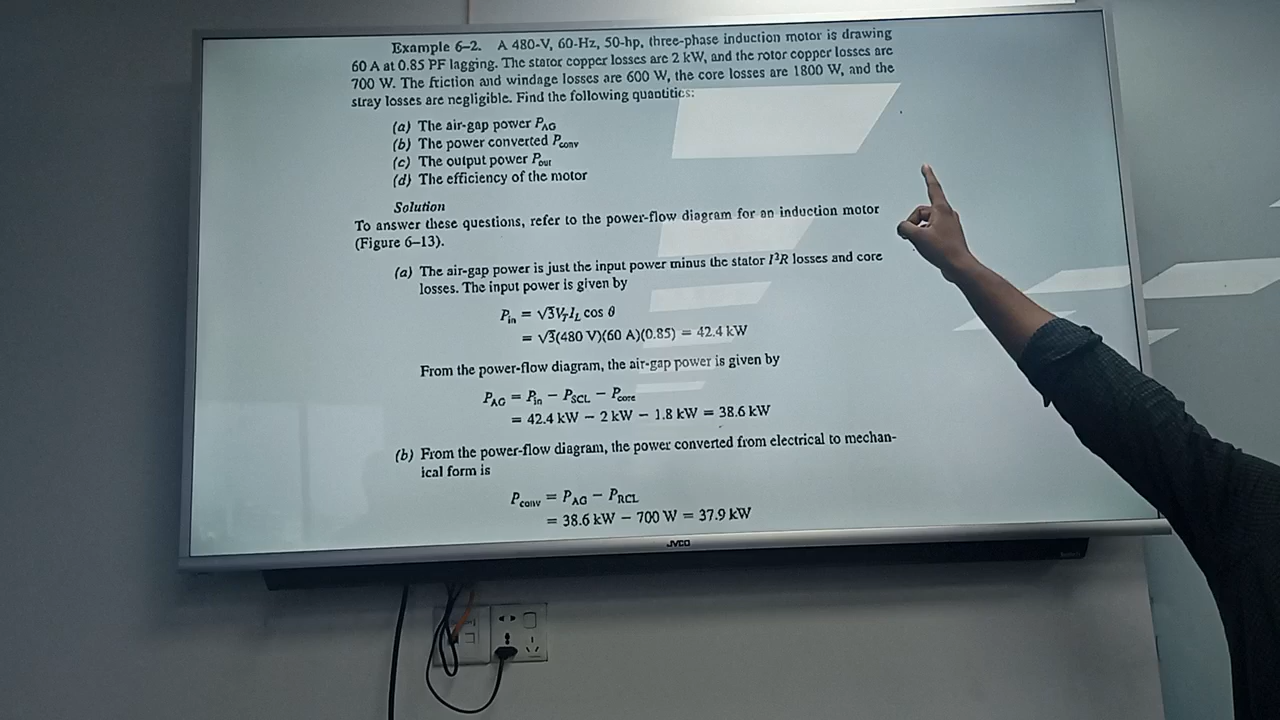 Example 6–2. A 480-V, 60-Hz, 50-hp, three-phase induction motor is drawing
60 A at 0.85 PF lagging. The stator copper losses are 2 kW, and the rotor copper losses are
700 W. The friction and windage losses are 600 W, the core losses are 1800 W, and the
stray losses are negligible. Find the following quantities:
(a) The air-gap power P_AG
(b) The power converted P_conv
(c) The output power P_out
(d) The efficiency of the motor
Solution
To answer these questions, refer to the power-flow diagram for an induction motor
(Figure 6–13).
(a) The air-gap power is just the input power minus the stator I²R losses and core
losses. The input power is given by
P_in = √3V_T I_L cos θ
= √3(480 V)(60 A)(0.85) = 42.4 kW
From the power-flow diagram, the air-gap power is given by
P_AG = P_in − P_SCL − P_core
= 42.4 kW − 2 kW − 1.8 kW = 38.6 kW
(b) From the power-flow diagram, the power converted from electrical to mechan-
ical form is
P_conv = P_AG − P_RCL
= 38.6 kW − 700 W = 37.9 kW
JVCO